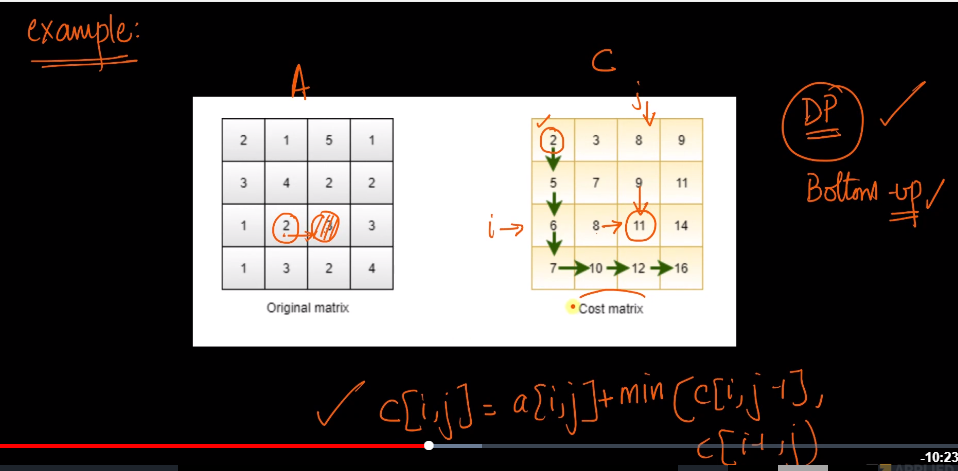 example:
A
C
j
DP
Bottom-up
2 1 5 1
3 4 2 2
1 2 3 3
1 3 2 4
Original matrix
i
2 3 8 9
5 7 9 11
6 8 11 14
7 10 12 16
Cost matrix
c[i,j] = a[i,j] + min (c[i,j-1],
c[i-1,j)
-10:23
APPLIED